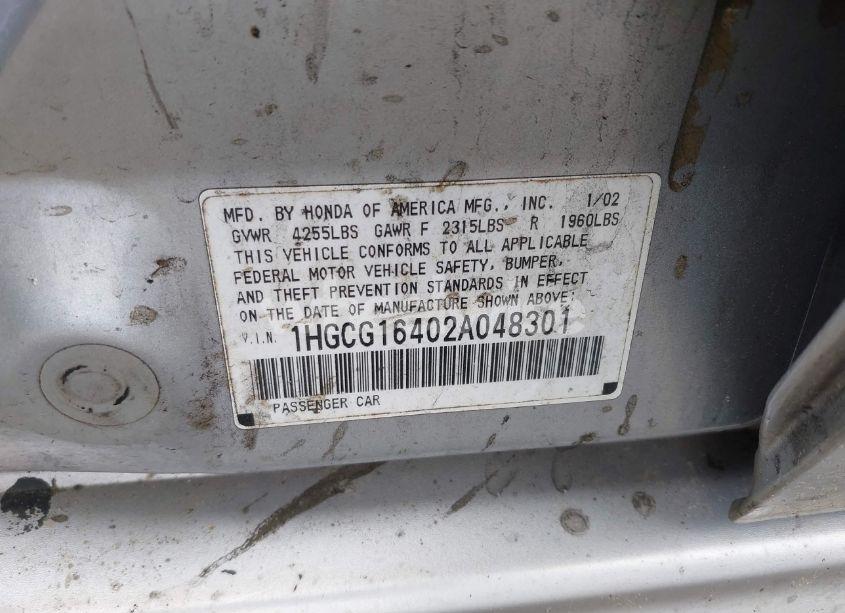 MFD. BY HONDA OF AMERICA MFG., INC. 1/02
GVWR 4255LBS GAWR F 2315LBS R 1960LBS
THIS VEHICLE CONFORMS TO ALL APPLICABLE
FEDERAL MOTOR VEHICLE SAFETY, BUMPER,
AND THEFT PREVENTION STANDARDS IN EFFECT
ON THE DATE OF MANUFACTURE SHOWN ABOVE:
V.I.N. 1HGCG16402A048301
PASSENGER CAR